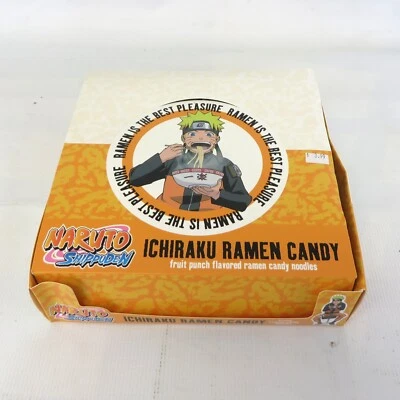 RAMEN IS THE BEST PLEASURE RAMEN IS THE BEST PLEASURE RAMEN IS THE BEST PLEASURE
NARUTO
SHIPPUDEN
ICHIRAKU RAMEN CANDY
fruit punch flavored ramen candy noodles
NARUTO
SHIPPUDEN
ICHIRAKU RAMEN CANDY